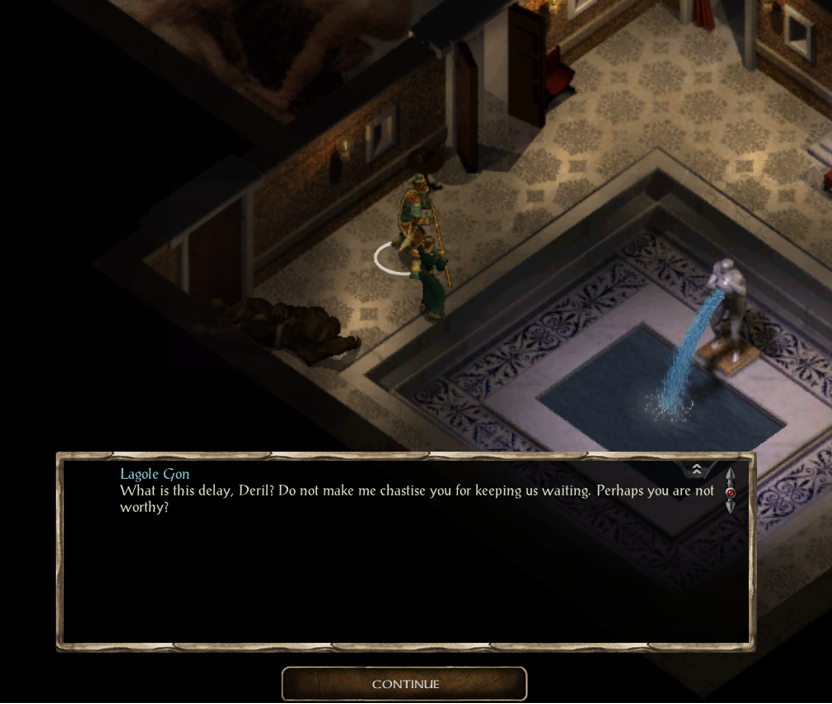 Lagole Gon
What is this delay, Deril? Do not make me chastise you for keeping us waiting. Perhaps you are not
worthy?
CONTINUE